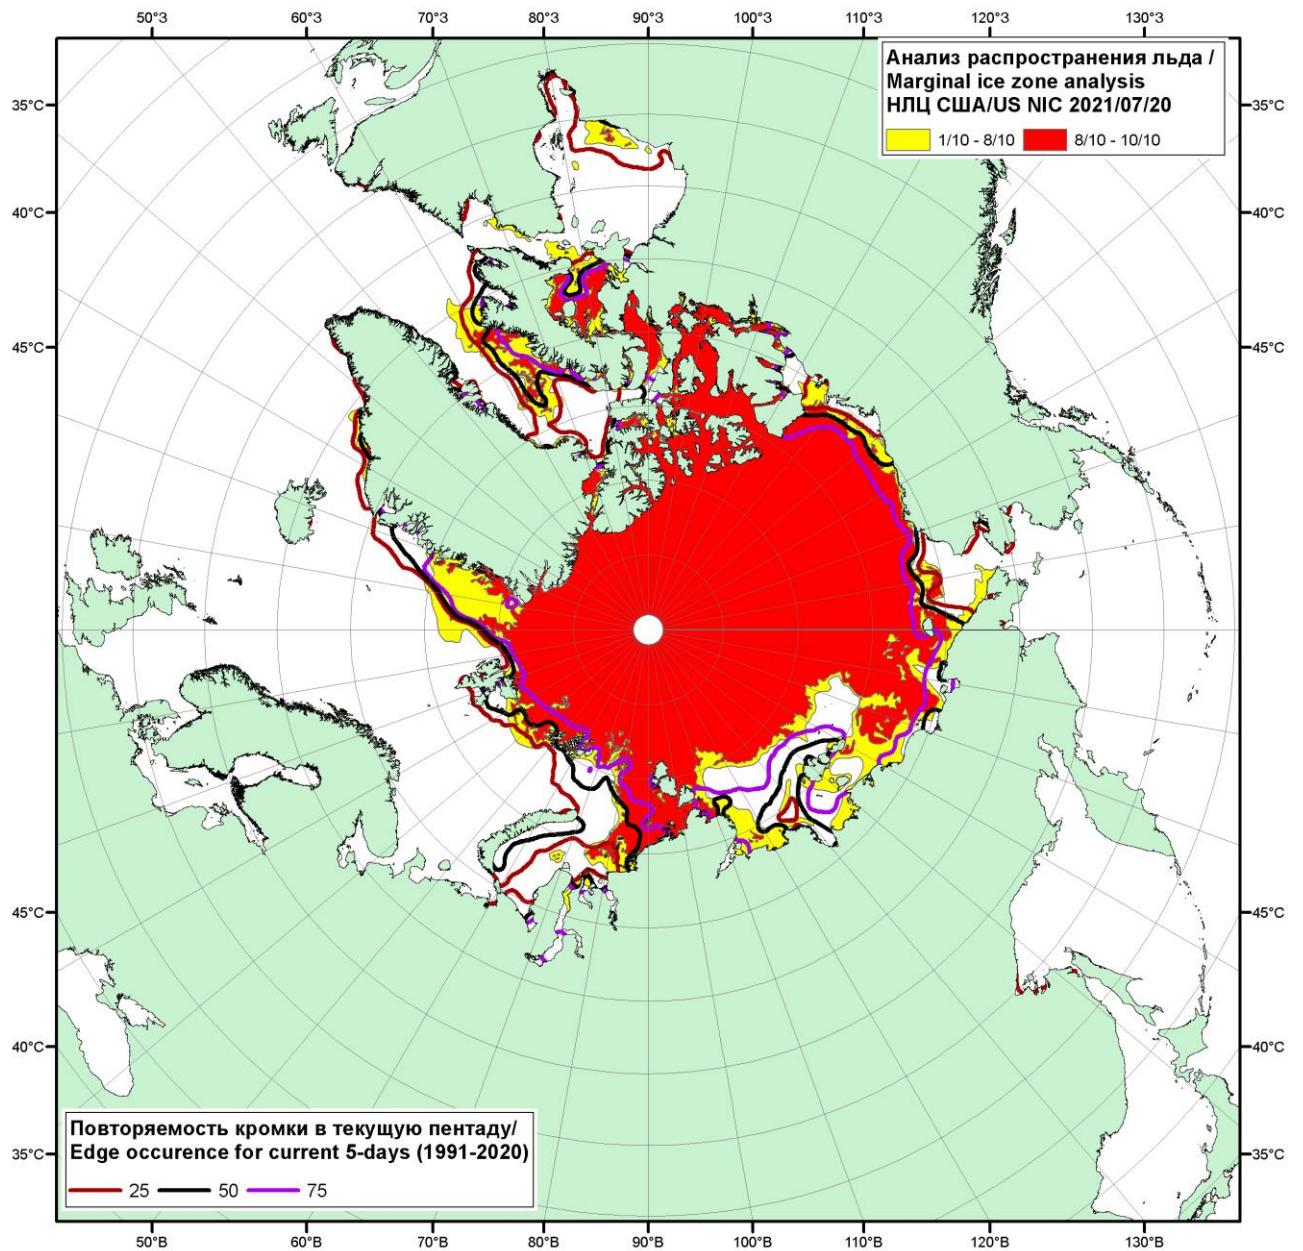 50°З 60°З 70°З 80°З 90°З 100°З 110°З 120°З 130°З
Анализ распространения льда /
Marginal ice zone analysis
НЛЦ США/US NIC 2021/07/20
1/10 - 8/10 8/10 - 10/10
35°С 35°С
40°С 40°С
45°С 45°С
45°С 45°С
40°С 40°С
35°С 35°С
Повторяемость кромки в текущую пентаду/
Edge occurence for current 5-days (1991-2020)
25 50 75
50°В 60°В 70°В 80°В 90°В 100°В 110°В 120°В 130°В